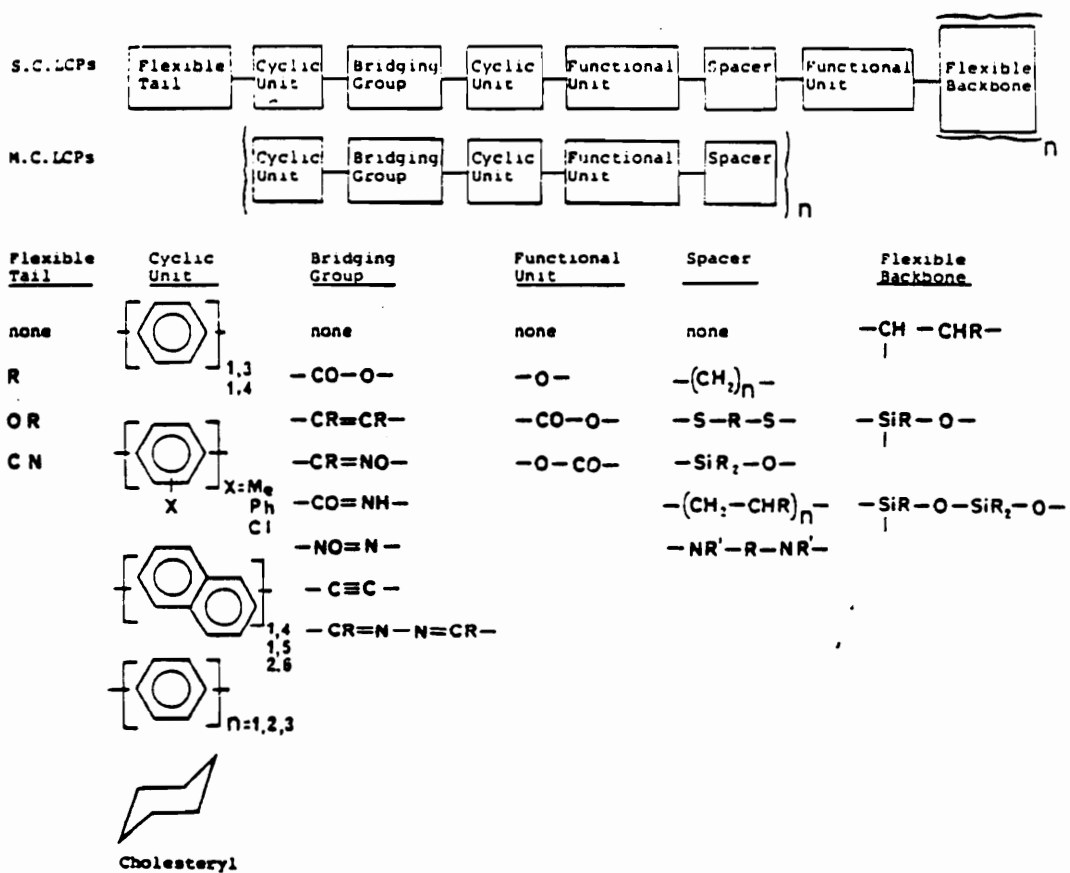 S.C.LCPs
Flexible Tail
Cyclic Unit
Bridging Group
Cyclic Unit
Functional Unit
Spacer
Functional Unit
Flexible Backbone
n
M.C.LCPs
Cyclic Unit
Bridging Group
Cyclic Unit
Functional Unit
Spacer
n
Flexible Tail
Cyclic Unit
Bridging Group
Functional Unit
Spacer
Flexible Backbone
none
R
OR
CN
1,3
1,4
X
X=Me
Ph
Cl
1,4
1,5
2,6
n=1,2,3
Cholesteryl
none
—CO—O—
—CR=CR—
—CR=NO—
—CO=NH—
—NO=N—
—C≡C—
—CR=N—N=CR—
none
—O—
—CO—O—
—O—CO—
none
—(CH₂)n—
—S—R—S—
—SiR₂—O—
—(CH₂—CHR)n—
—NR'—R—NR'—
—CH —CHR—
—SiR—O—
—SiR—O—SiR₂—O—